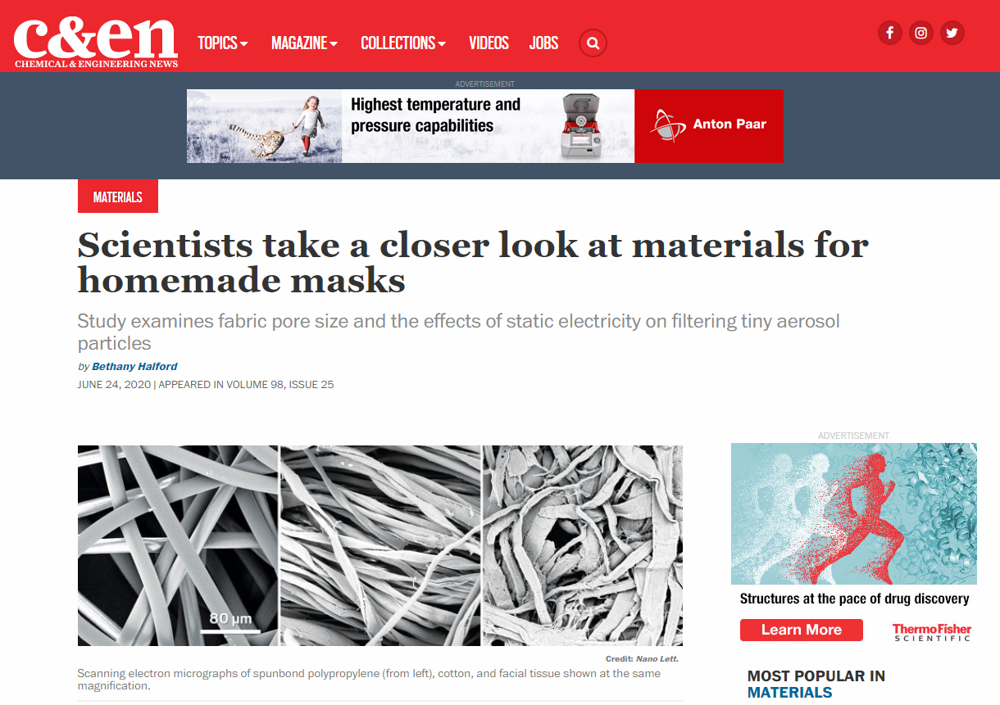 c&en
CHEMICAL & ENGINEERING NEWS
TOPICS MAGAZINE COLLECTIONS VIDEOS JOBS
ADVERTISEMENT
Highest temperature and
pressure capabilities
Anton Paar
MATERIALS
Scientists take a closer look at materials for
homemade masks
Study examines fabric pore size and the effects of static electricity on filtering tiny aerosol
particles
by Bethany Halford
JUNE 24, 2020 | APPEARED IN VOLUME 98, ISSUE 25
80 µm
Credit: Nano Lett.
Scanning electron micrographs of spunbond polypropylene (from left), cotton, and facial tissue shown at the same
magnification.
ADVERTISEMENT
Structures at the pace of drug discovery
Learn More
ThermoFisher
SCIENTIFIC
MOST POPULAR IN
MATERIALS